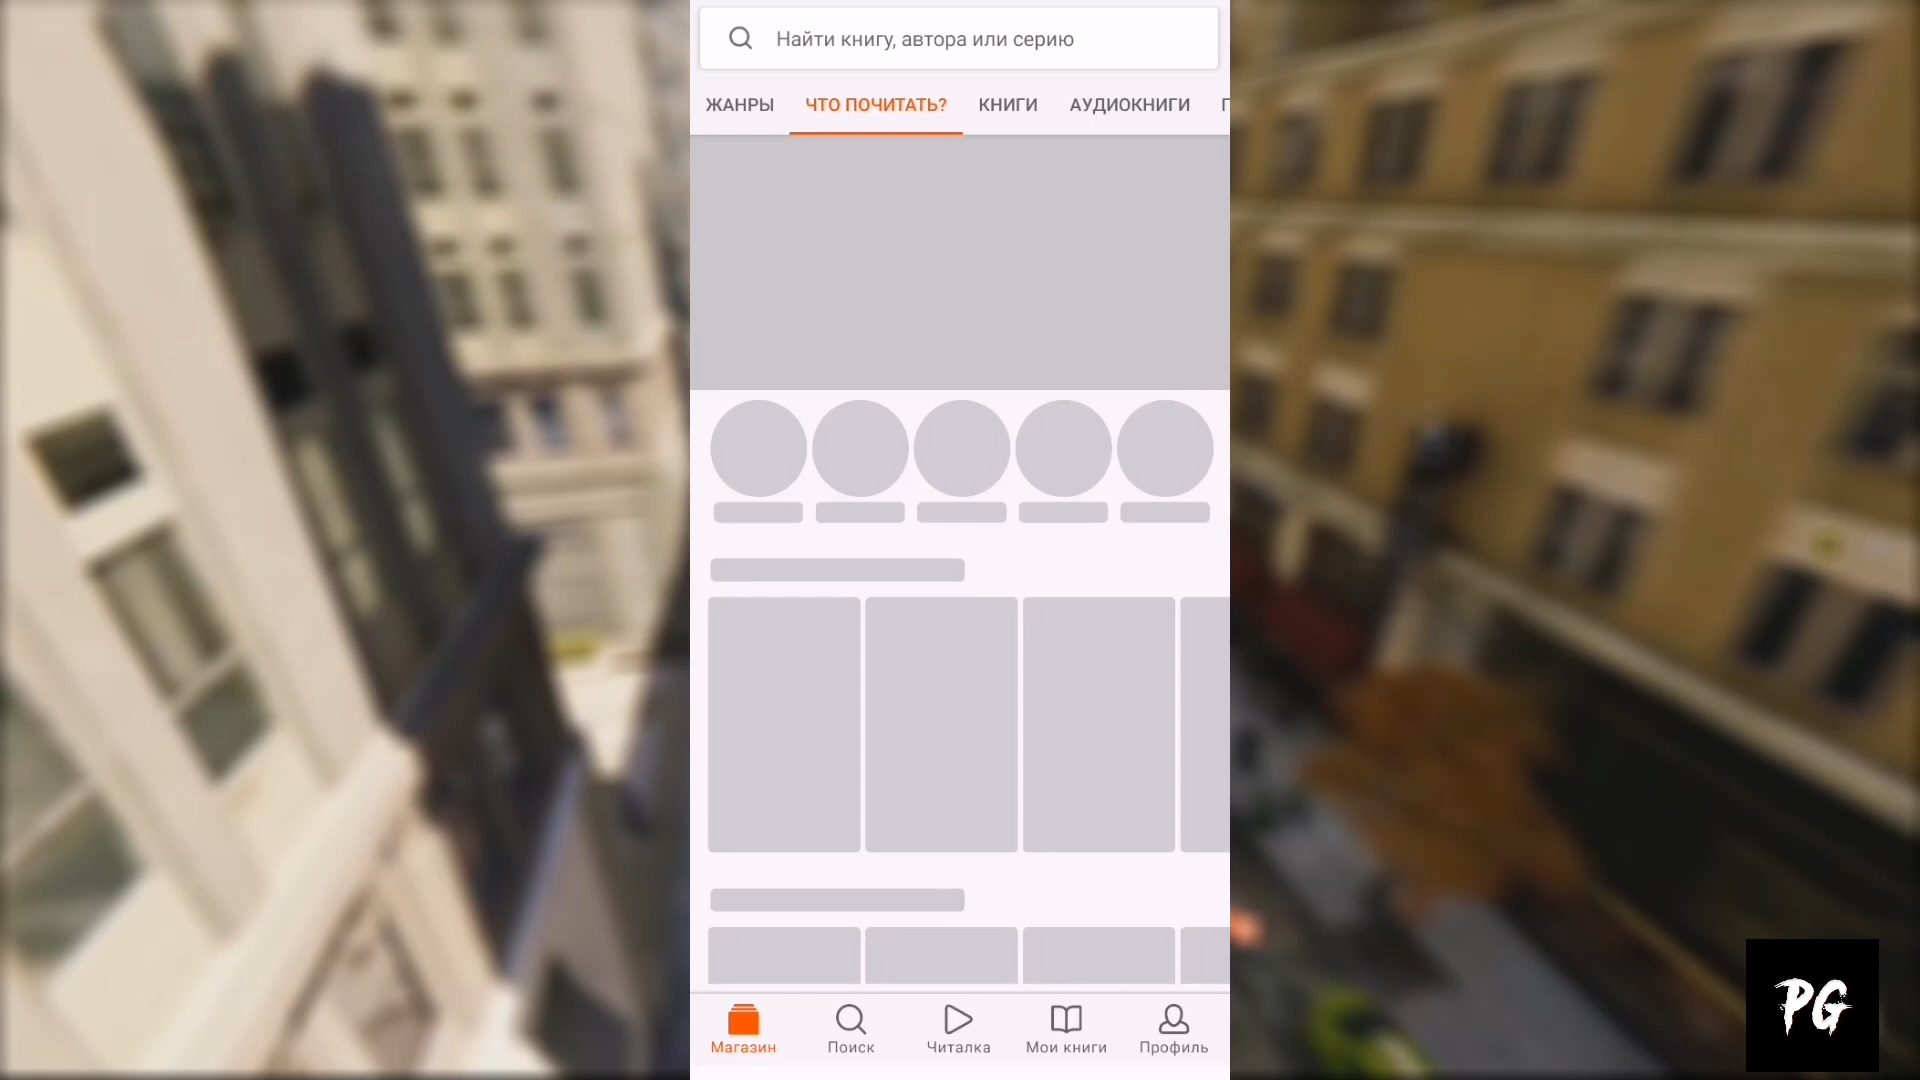 Найти книгу, автора или серию
ЖАНРЫ ЧТО ПОЧИТАТЬ? КНИГИ АУДИОКНИГИ
Магазин Поиск Читалка Мои книги Профиль
PG